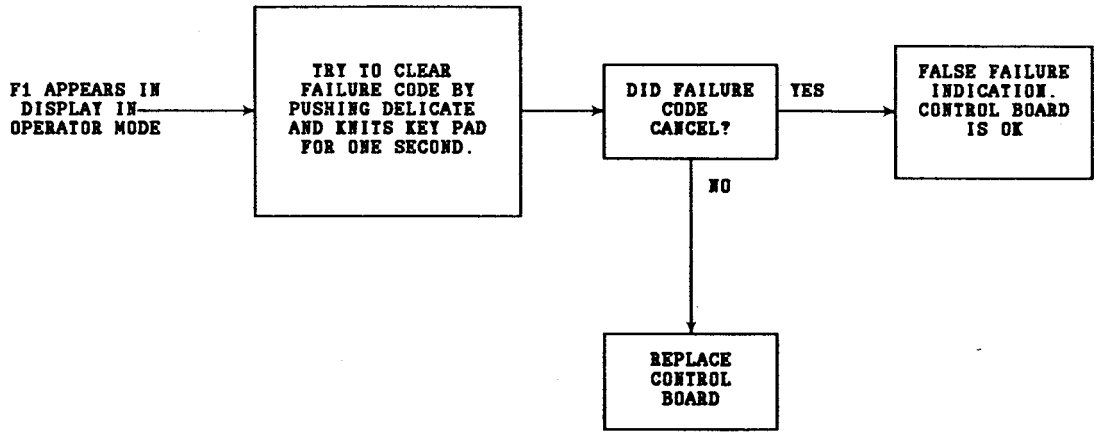 F1 APPEARS IN
DISPLAY IN
OPERATOR MODE
TRY TO CLEAR
FAILURE CODE BY
PUSHING DELICATE
AND KNITS KEY PAD
FOR ONE SECOND.
DID FAILURE
CODE
CANCEL?
YES
FALSE FAILURE
INDICATION.
CONTROL BOARD
IS OK
NO
REPLACE
CONTROL
BOARD